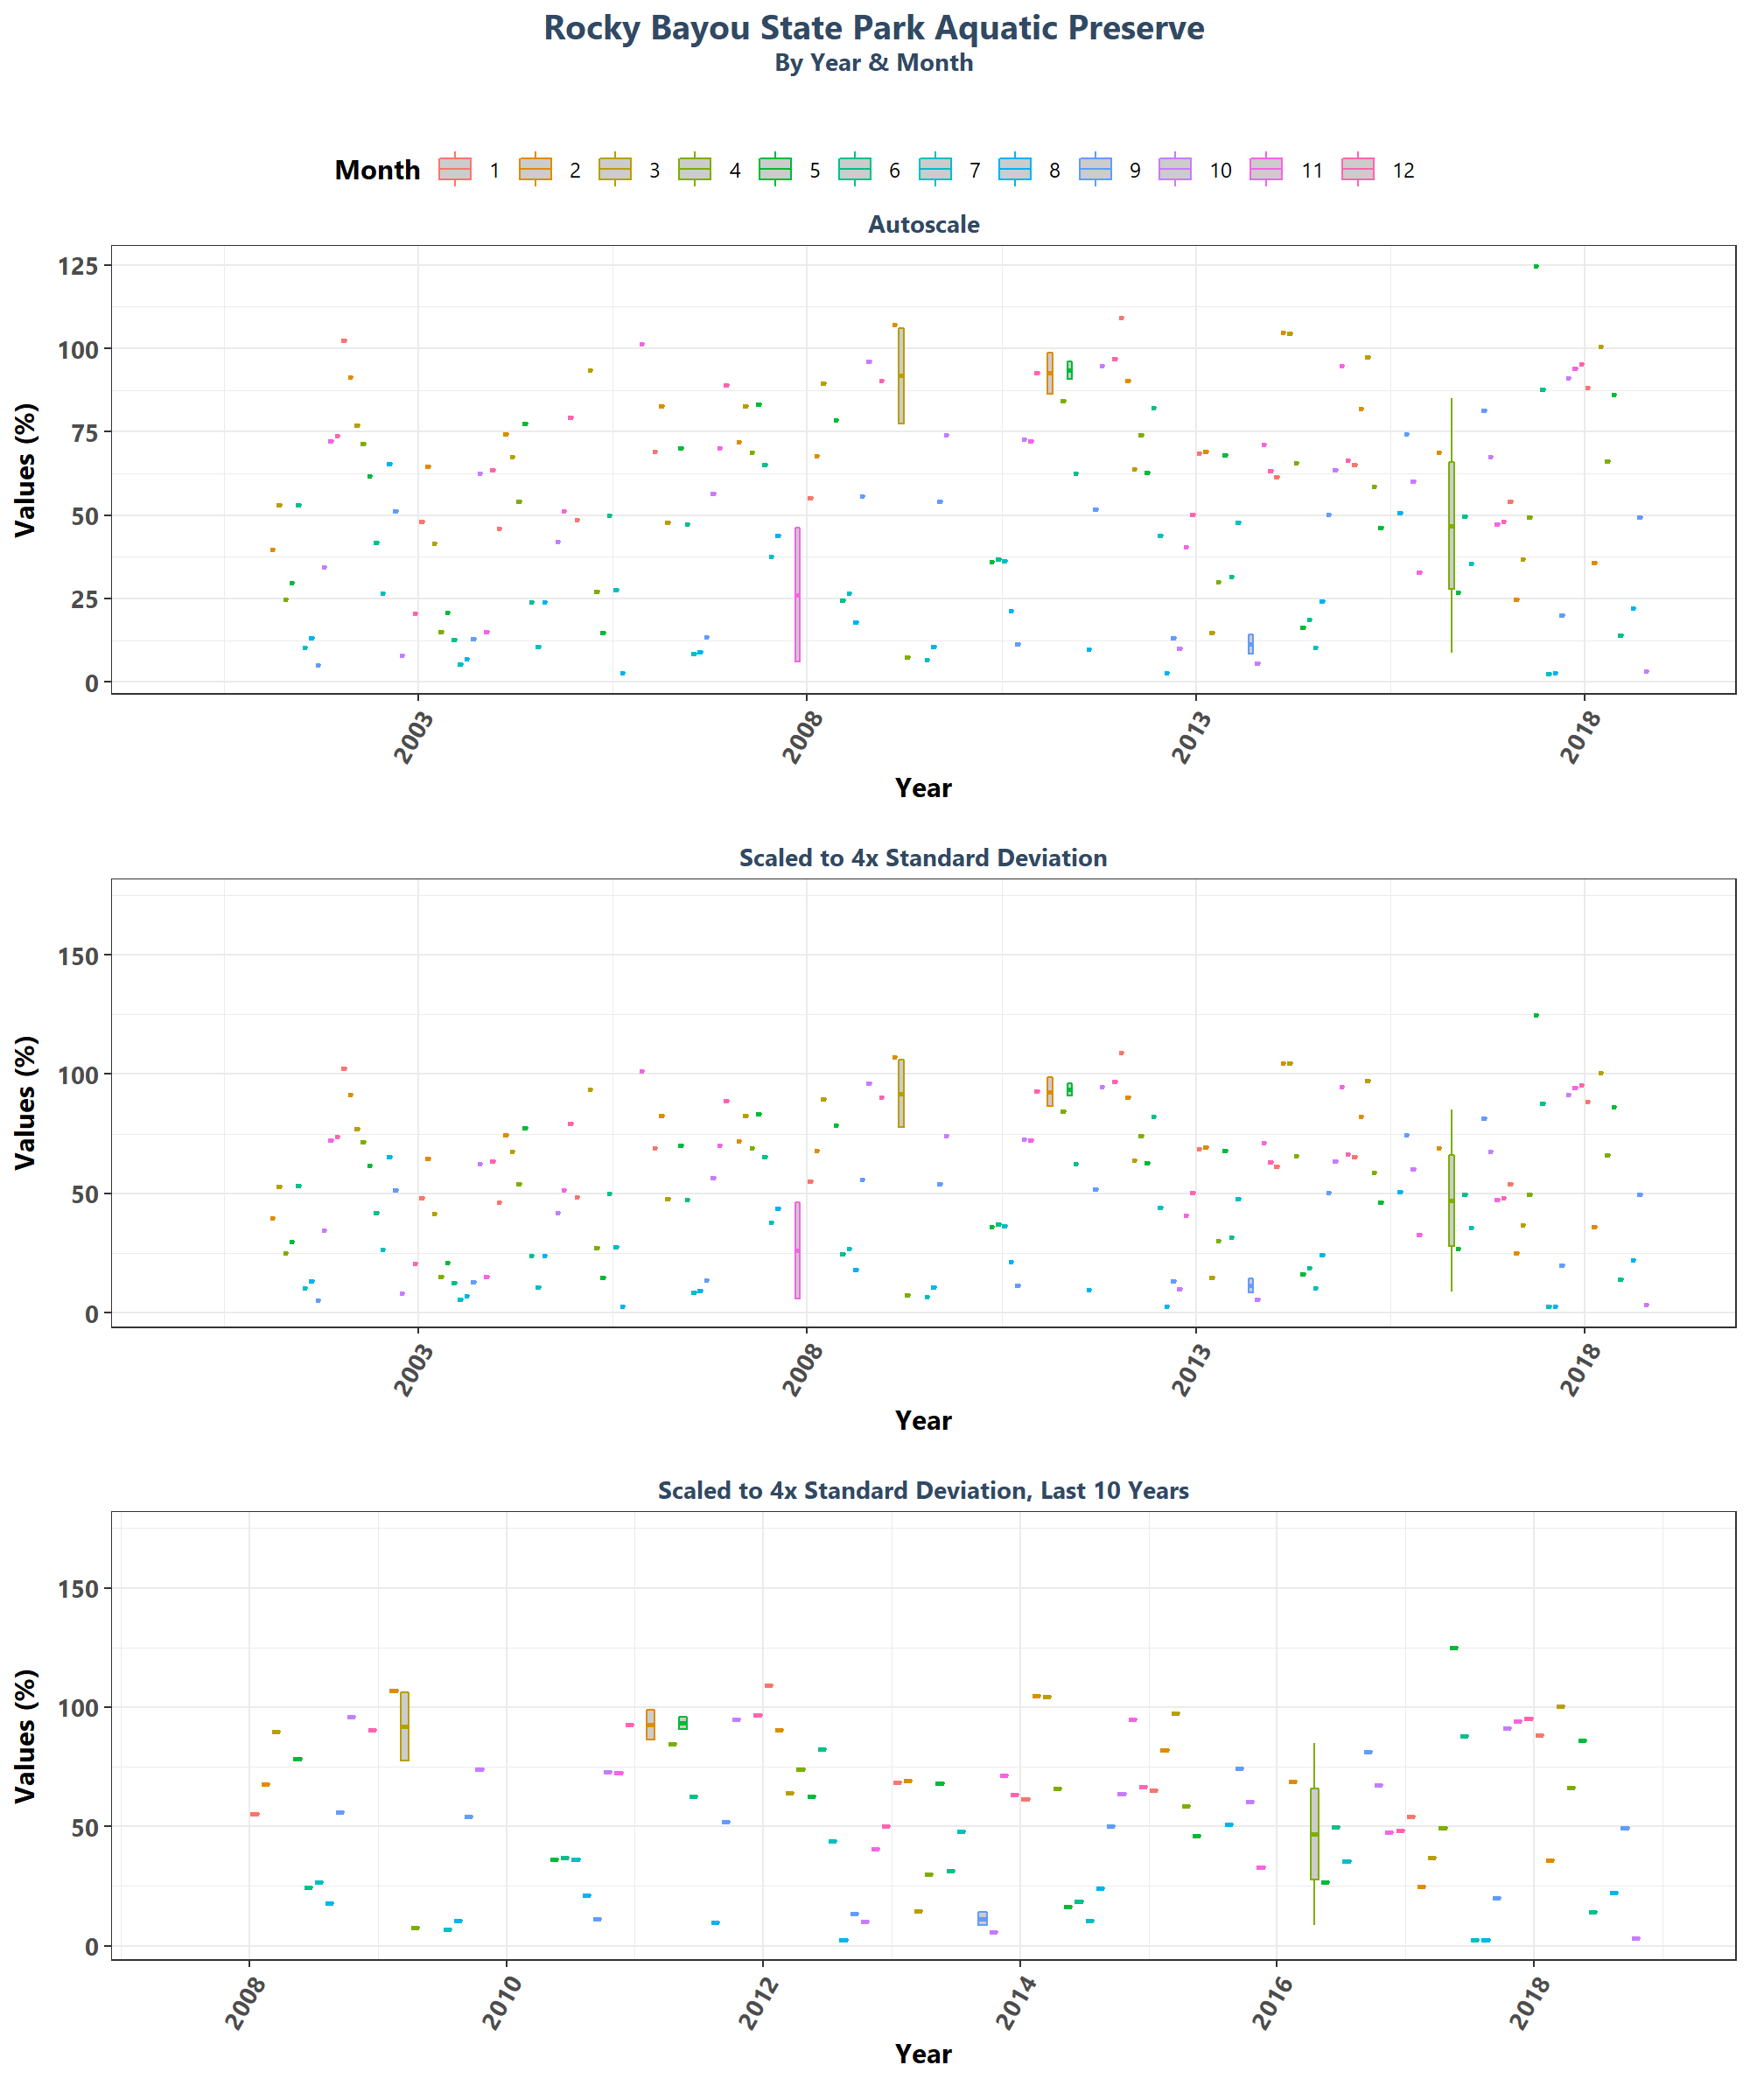 Rocky Bayou State Park Aquatic Preserve
By Year & Month
Month 1 2 3 4 5 6 7 8 9 10 11 12
Autoscale
125
100
75
50
25
0
Values (%)
2003 2008 2013 2018
Year
Scaled to 4x Standard Deviation
150
100
50
0
Values (%)
2003 2008 2013 2018
Year
Scaled to 4x Standard Deviation, Last 10 Years
150
100
50
0
Values (%)
2008 2010 2012 2014 2016 2018
Year